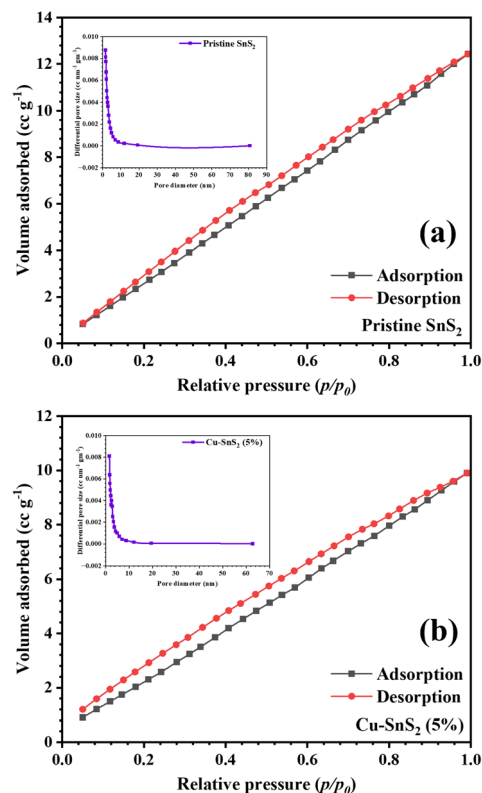 14
12
10
8
6
4
2
0
Volume adsorbed (cc g⁻¹)
0.010
0.008
0.006
0.004
0.002
0.000
−0.002
Differential pore size (cc nm⁻¹ gm⁻¹)
0 10 20 30 40 50 60 70 80 90
Pore diameter (nm)
Pristine SnS₂
(a)
Adsorption
Desorption
Pristine SnS₂
0.0 0.2 0.4 0.6 0.8 1.0
Relative pressure (p/p₀)
12
10
8
6
4
2
0
Volume adsorbed (cc g⁻¹)
0.010
0.008
0.006
0.004
0.002
0.000
−0.002
Differential pore size (cc nm⁻¹ gm⁻¹)
0 10 20 30 40 50 60 70
Pore diameter (nm)
Cu-SnS₂ (5%)
(b)
Adsorption
Desorption
Cu-SnS₂ (5%)
0.0 0.2 0.4 0.6 0.8 1.0
Relative pressure (p/p₀)